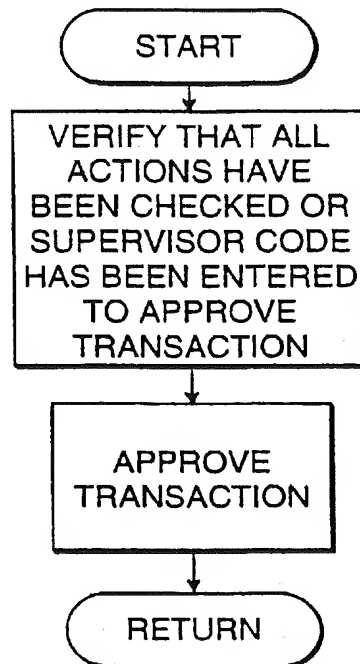 START
VERIFY THAT ALL
ACTIONS HAVE
BEEN CHECKED OR
SUPERVISOR CODE
HAS BEEN ENTERED
TO APPROVE
TRANSACTION
APPROVE
TRANSACTION
RETURN